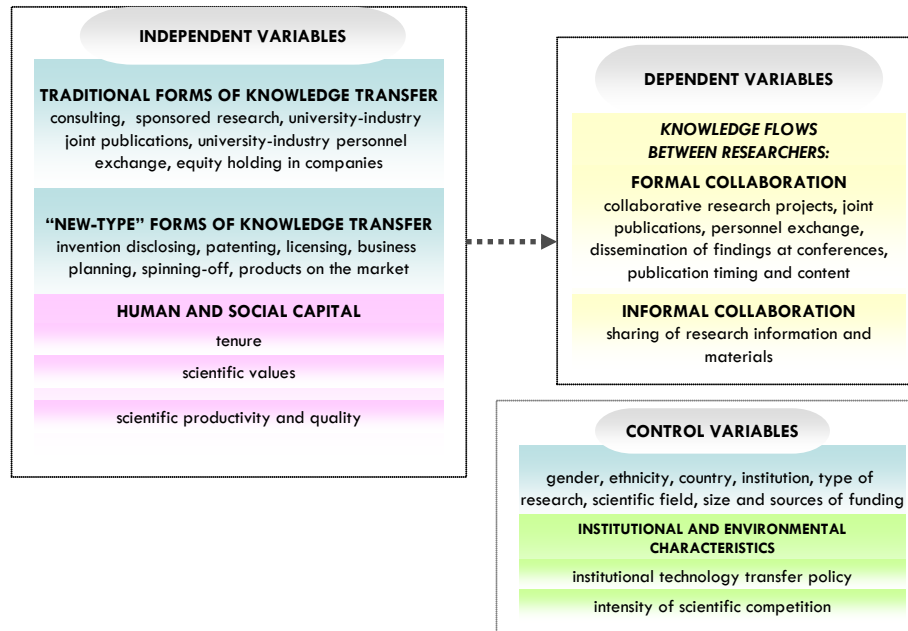 INDEPENDENT VARIABLES
TRADITIONAL FORMS OF KNOWLEDGE TRANSFER
consulting, sponsored research, university-industry
joint publications, university-industry personnel
exchange, equity holding in companies
“NEW-TYPE” FORMS OF KNOWLEDGE TRANSFER
invention disclosing, patenting, licensing, business
planning, spinning-off, products on the market
HUMAN AND SOCIAL CAPITAL
tenure
scientific values
scientific productivity and quality
DEPENDENT VARIABLES
KNOWLEDGE FLOWS
BETWEEN RESEARCHERS:
FORMAL COLLABORATION
collaborative research projects, joint
publications, personnel exchange,
dissemination of findings at conferences,
publication timing and content
INFORMAL COLLABORATION
sharing of research information and
materials
CONTROL VARIABLES
gender, ethnicity, country, institution, type of
research, scientific field, size and sources of funding
INSTITUTIONAL AND ENVIRONMENTAL
CHARACTERISTICS
institutional technology transfer policy
intensity of scientific competition